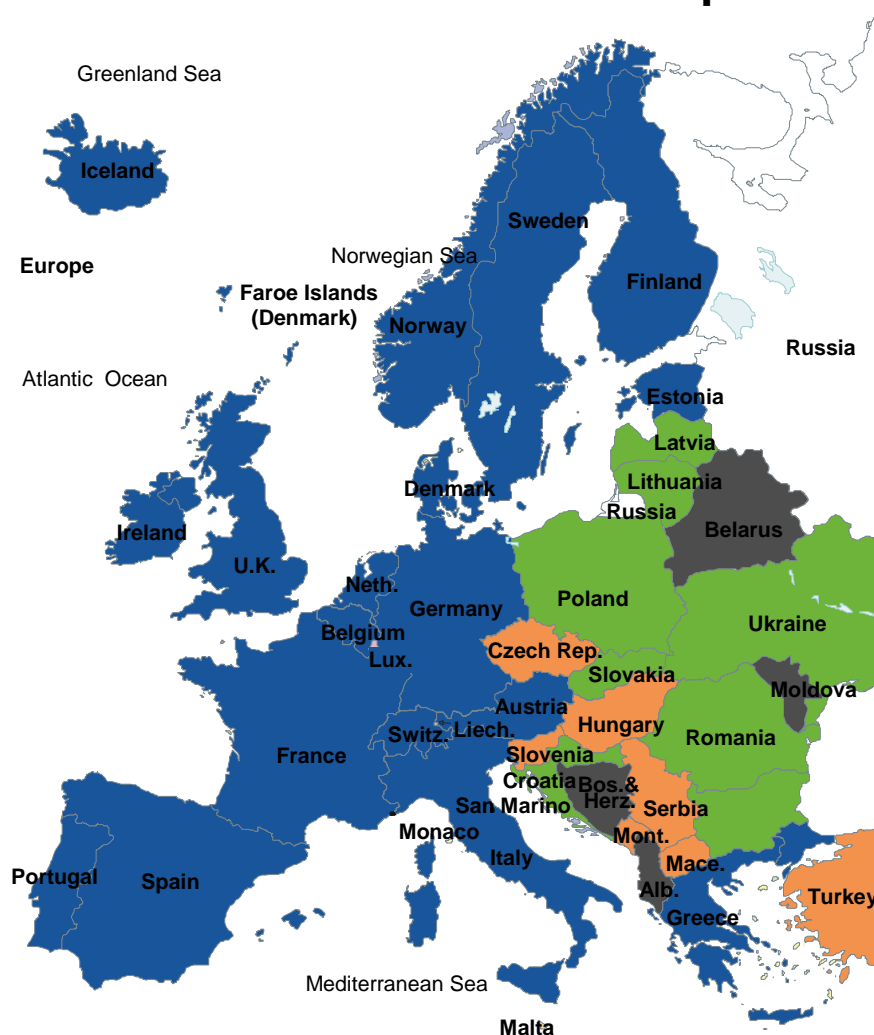 Greenland Sea
Iceland
Sweden
Norwegian Sea
Europe
Finland
Faroe Islands
(Denmark)
Norway
Russia
Atlantic Ocean
Estonia
Latvia
Lithuania
Denmark
Russia
Belarus
Ireland
U.K.
Neth.
Germany
Poland
Ukraine
Belgium
Czech Rep.
Lux.
Slovakia
Moldova
Austria
Hungary
Switz.
Liech.
Romania
France
Slovenia
Croatia
Bos.&
Herz.
San Marino
Serbia
Monaco
Mont.
Italy
Mace.
Portugal
Spain
Alb.
Turkey
Greece
Mediterranean Sea
Malta